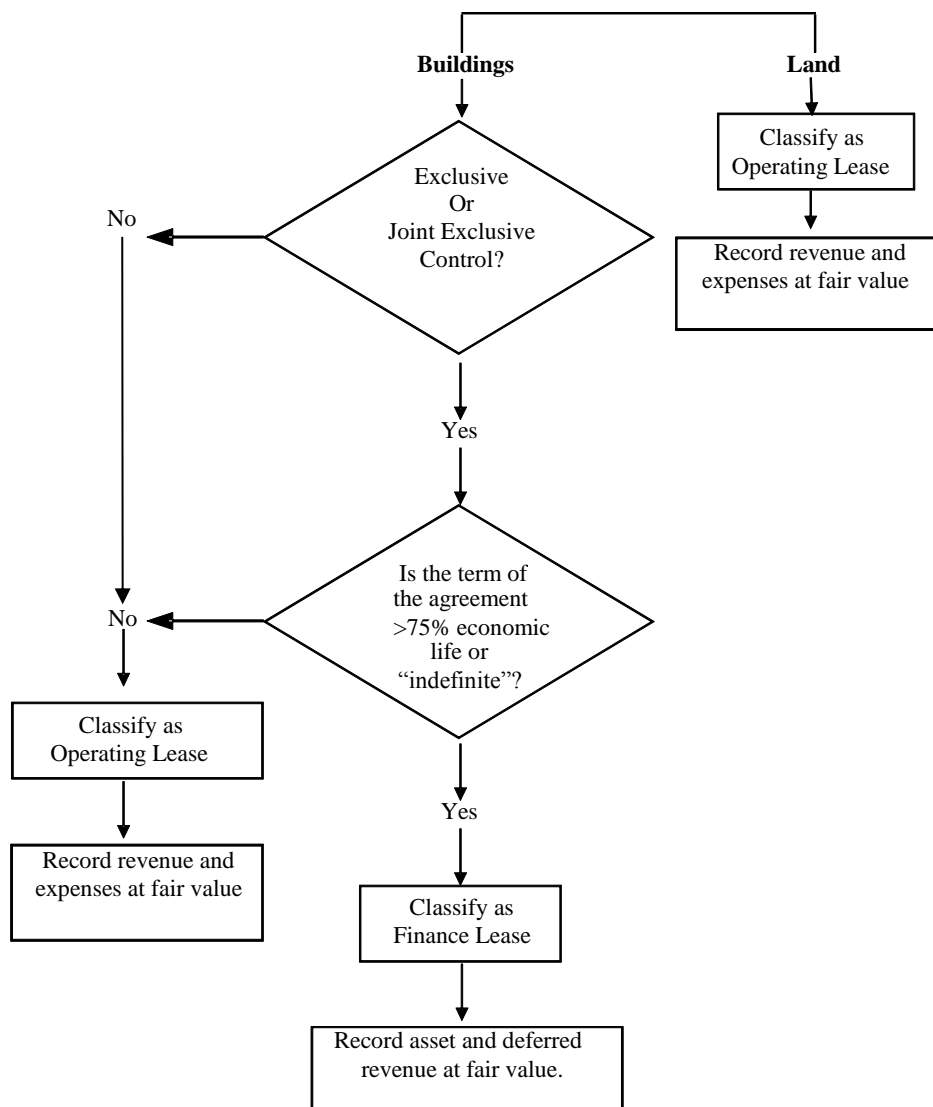 Buildings
Land
Classify as
Operating Lease
Record revenue and
expenses at fair value
Exclusive
Or
Joint Exclusive
Control?
No
Yes
Is the term of
the agreement
>75% economic
life or
“indefinite”?
No
Classify as
Operating Lease
Record revenue and
expenses at fair value
Yes
Classify as
Finance Lease
Record asset and deferred
revenue at fair value.